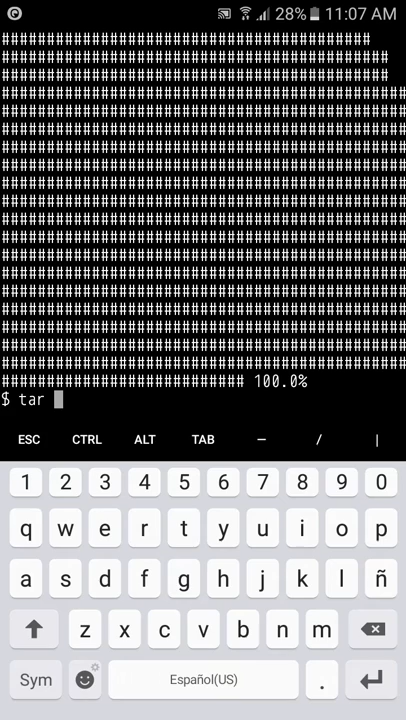 28% 11:07 AM
######################### 100.0%
$ tar
ESC CTRL ALT TAB — / |
1 2 3 4 5 6 7 8 9 0
q w e r t y u i o p
a s d f g h j k l ñ
z x c v b n m
Sym Español(US) .